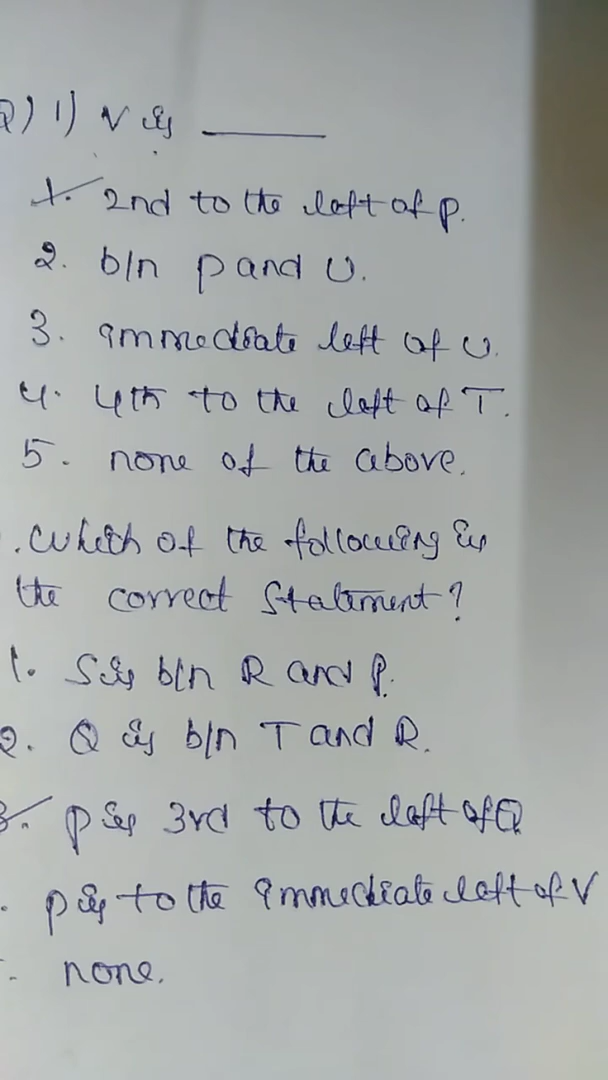 Q) 1) V is ______
1. 2nd to the left of P.
2. b/n P and U.
3. immediate left of U.
4. 4th to the left of T.
5. none of the above.
. Which of the following is
the correct Statement?
1. S is b/n R and P.
2. Q is b/n T and R.
3. P is 3rd to the left of Q
. P is to the immediate left of V
. none.